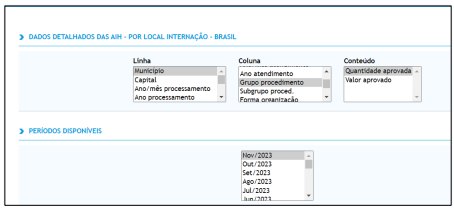 DADOS DETALHADOS DAS AIH - POR LOCAL INTERNAÇÃO - BRASIL
Linha
Município
Capital
Ano/mês processamento
Ano processamento
Coluna
Ano atendimento
Grupo procedimento
Subgrupo proced.
Forma organização
Conteúdo
Quantidade aprovada
Valor aprovado
PERÍODOS DISPONÍVEIS
Nov/2023
Out/2023
Set/2023
Ago/2023
Jul/2023
Jun/2023